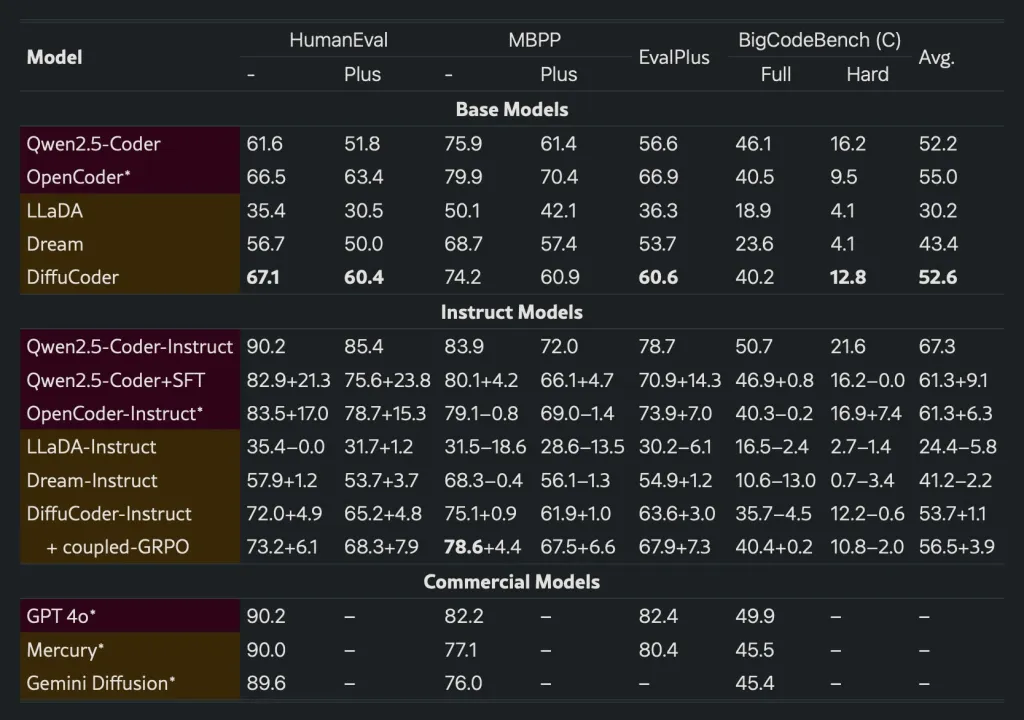 Model HumanEval MBPP EvalPlus BigCodeBench (C) Avg.
- Plus - Plus Full Hard
Base Models
Qwen2.5-Coder 61.6 51.8 75.9 61.4 56.6 46.1 16.2 52.2
OpenCoder* 66.5 63.4 79.9 70.4 66.9 40.5 9.5 55.0
LLaDA 35.4 30.5 50.1 42.1 36.3 18.9 4.1 30.2
Dream 56.7 50.0 68.7 57.4 53.7 23.6 4.1 43.4
DiffuCoder 67.1 60.4 74.2 60.9 60.6 40.2 12.8 52.6
Instruct Models
Qwen2.5-Coder-Instruct 90.2 85.4 83.9 72.0 78.7 50.7 21.6 67.3
Qwen2.5-Coder+SFT 82.9+21.3 75.6+23.8 80.1+4.2 66.1+4.7 70.9+14.3 46.9+0.8 16.2−0.0 61.3+9.1
OpenCoder-Instruct* 83.5+17.0 78.7+15.3 79.1−0.8 69.0−1.4 73.9+7.0 40.3−0.2 16.9+7.4 61.3+6.3
LLaDA-Instruct 35.4−0.0 31.7+1.2 31.5−18.6 28.6−13.5 30.2−6.1 16.5−2.4 2.7−1.4 24.4−5.8
Dream-Instruct 57.9+1.2 53.7+3.7 68.3−0.4 56.1−1.3 54.9+1.2 10.6−13.0 0.7−3.4 41.2−2.2
DiffuCoder-Instruct 72.0+4.9 65.2+4.8 75.1+0.9 61.9+1.0 63.6+3.0 35.7−4.5 12.2−0.6 53.7+1.1
+ coupled-GRPO 73.2+6.1 68.3+7.9 78.6+4.4 67.5+6.6 67.9+7.3 40.4+0.2 10.8−2.0 56.5+3.9
Commercial Models
GPT 4o* 90.2 – 82.2 – 82.4 49.9 – –
Mercury* 90.0 – 77.1 – 80.4 45.5 – –
Gemini Diffusion* 89.6 – 76.0 – – 45.4 – –